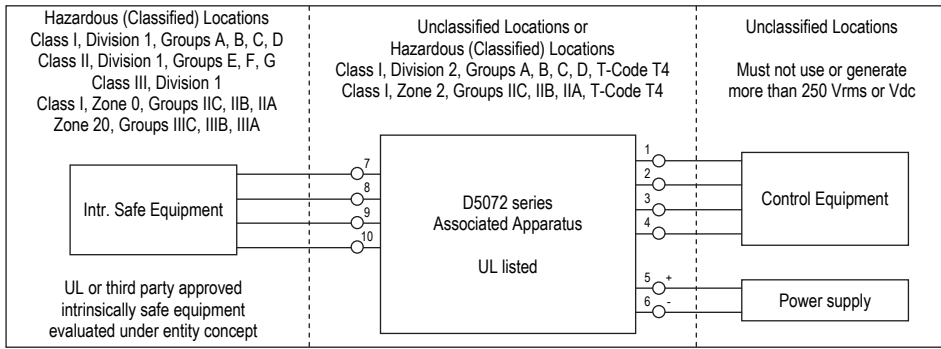 Hazardous (Classified) Locations
Class I, Division 1, Groups A, B, C, D
Class II, Division 1, Groups E, F, G
Class III, Division 1
Class I, Zone 0, Groups IIC, IIB, IIA
Zone 20, Groups IIIC, IIIB, IIIA
Unclassified Locations or
Hazardous (Classified) Locations
Class I, Division 2, Groups A, B, C, D, T-Code T4
Class I, Zone 2, Groups IIC, IIB, IIA, T-Code T4
Unclassified Locations
Must not use or generate
more than 250 Vrms or Vdc
Intr. Safe Equipment
7
8
9
10
D5072 series
Associated Apparatus
UL listed
1
2
3
4
5 +
6 -
Control Equipment
Power supply
UL or third party approved
intrinsically safe equipment
evaluated under entity concept